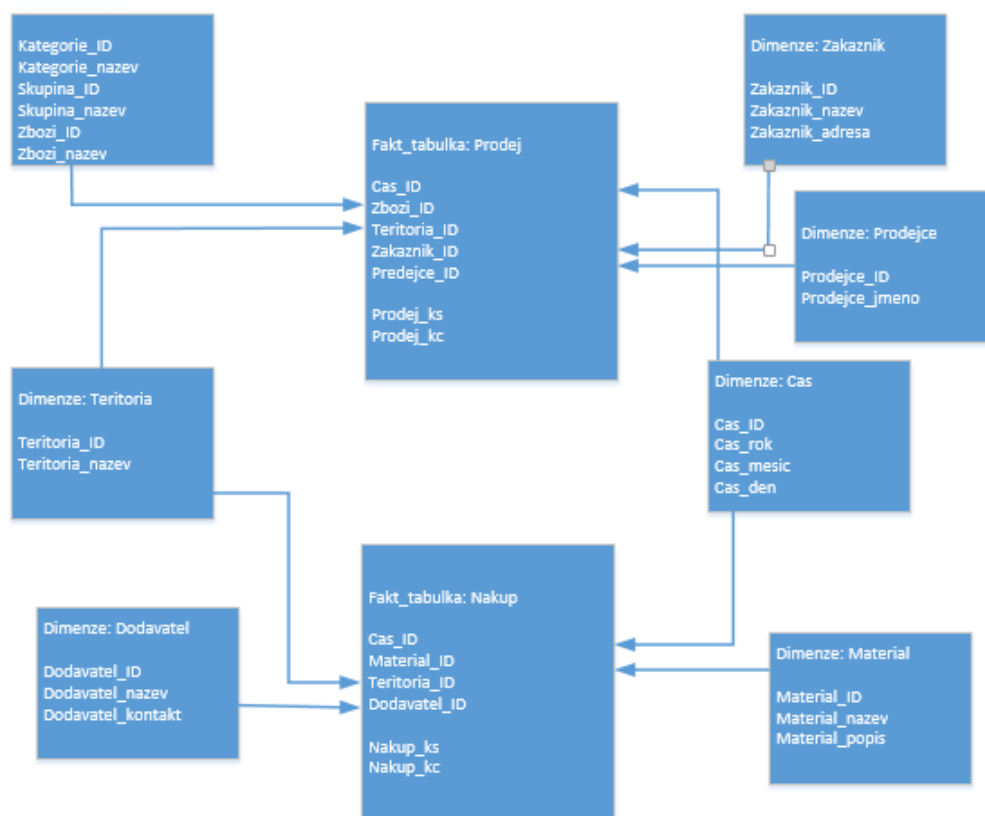 Kategorie_ID
Kategorie_nazev
Skupina_ID
Skupina_nazev
Zbozi_ID
Zbozi_nazev
Dimenze: Zakaznik
Zakaznik_ID
Zakaznik_nazev
Zakaznik_adresa
Fakt_tabulka: Prodej
Cas_ID
Zbozi_ID
Teritoria_ID
Zakaznik_ID
Predejce_ID
Prodej_ks
Prodej_kc
Dimenze: Prodejce
Prodejce_ID
Prodejce_jmeno
Dimenze: Teritoria
Teritoria_ID
Teritoria_nazev
Dimenze: Cas
Cas_ID
Cas_rok
Cas_mesic
Cas_den
Fakt_tabulka: Nakup
Cas_ID
Material_ID
Teritoria_ID
Dodavatel_ID
Nakup_ks
Nakup_kc
Dimenze: Dodavatel
Dodavatel_ID
Dodavatel_nazev
Dodavatel_kontakt
Dimenze: Material
Material_ID
Material_nazev
Material_popis